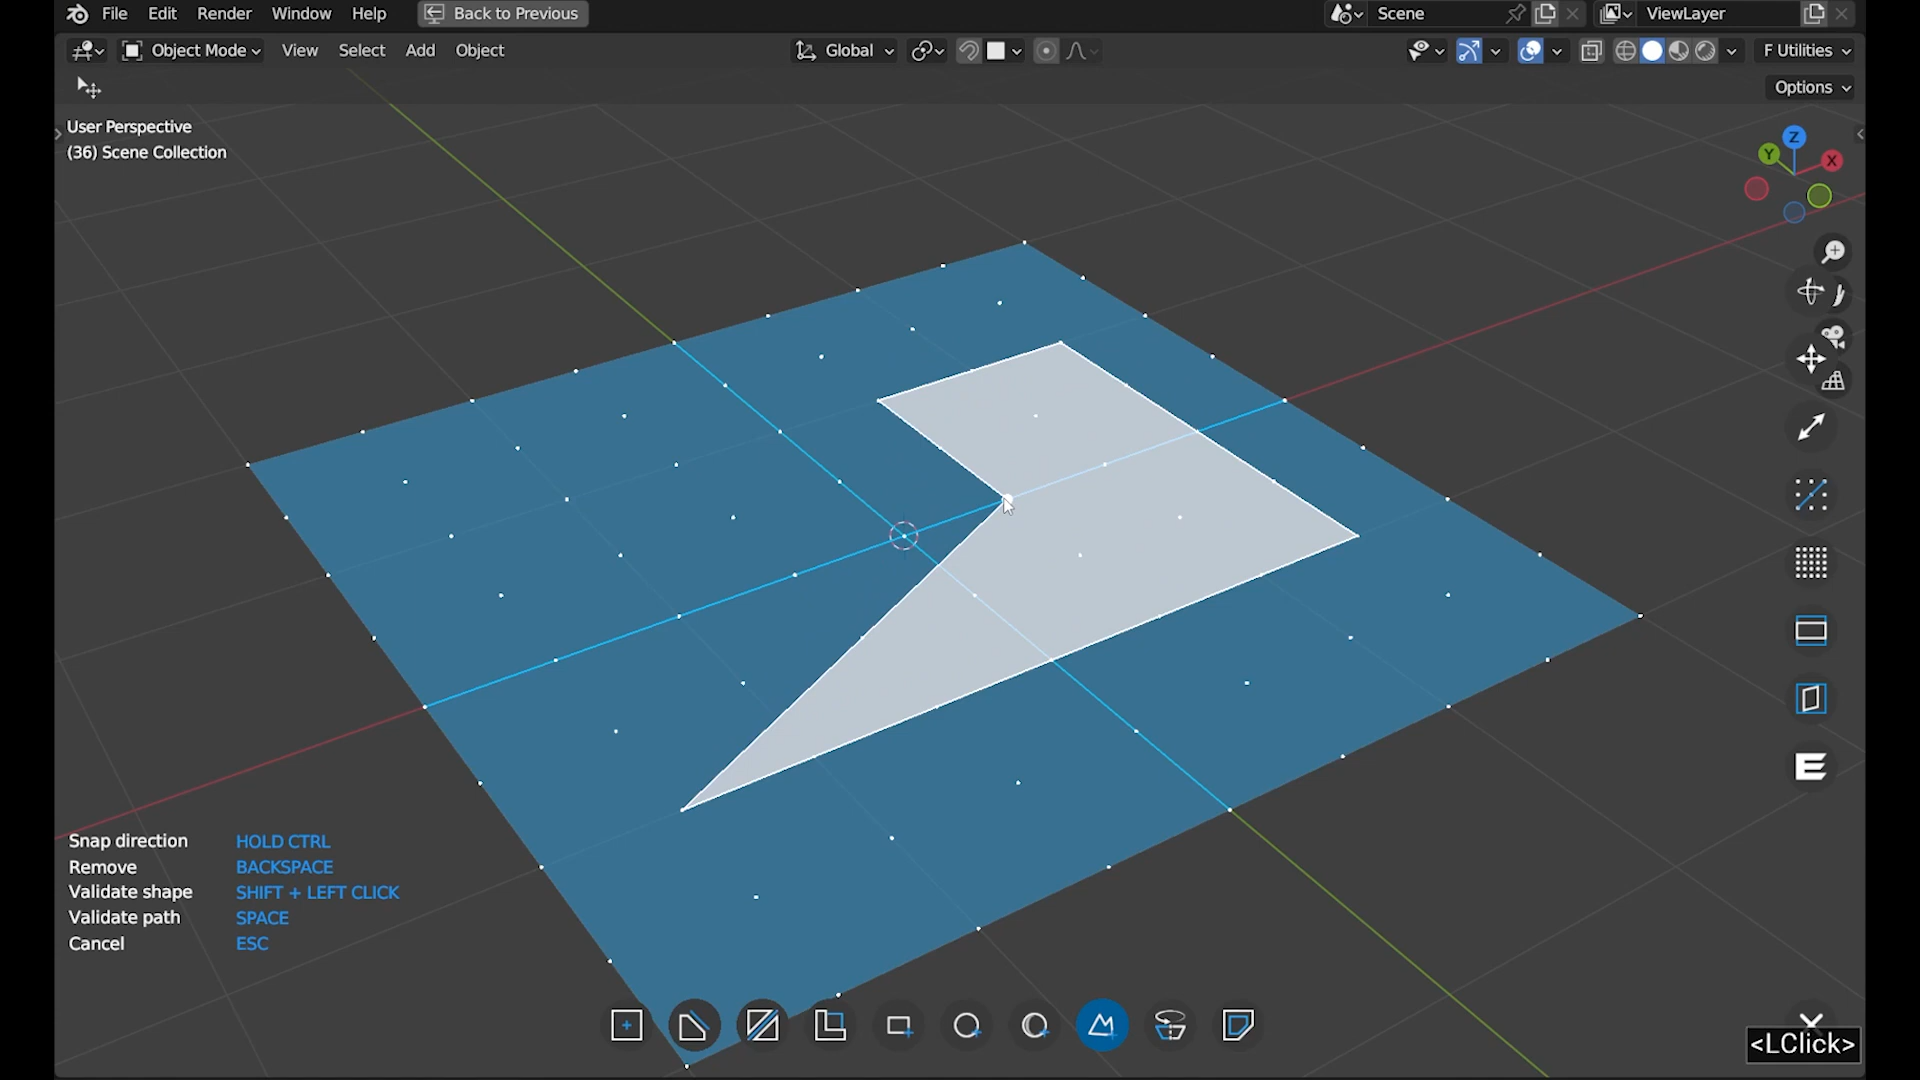 File Edit Render Window Help Back to Previous Scene ViewLayer
Object Mode View Select Add Object Global F Utilities
Options
User Perspective
(36) Scene Collection
Z
Y X
Snap direction HOLD CTRL
Remove BACKSPACE
Validate shape SHIFT + LEFT CLICK
Validate path SPACE
Cancel ESC
<LClick>